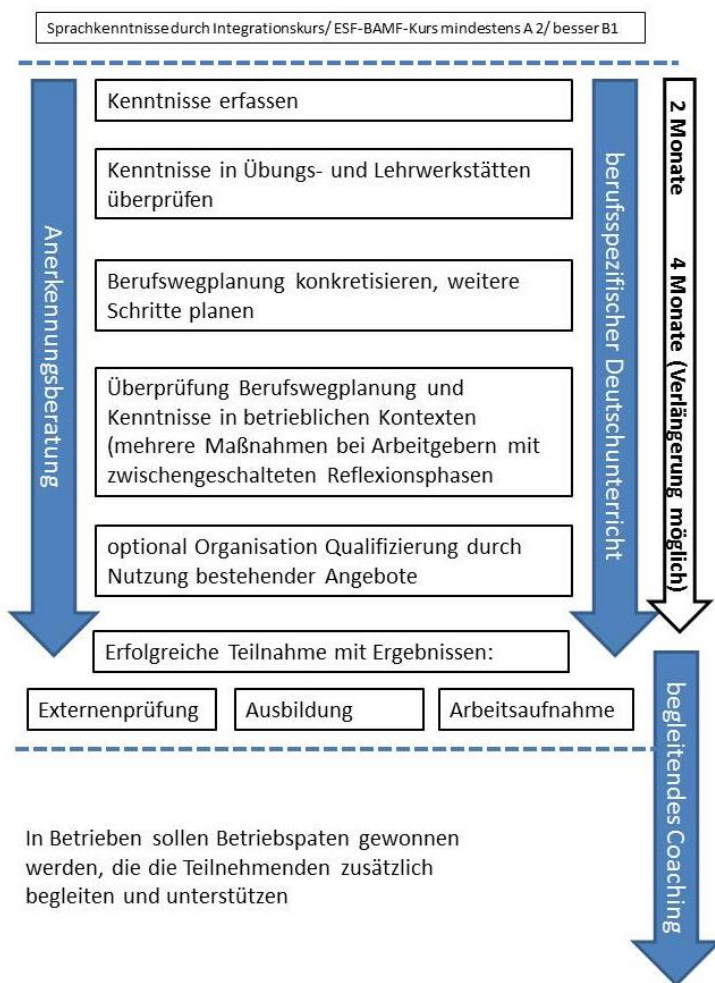 Sprachkenntnisse durch Integrationskurs/ ESF-BAMF-Kurs mindestens A 2/ besser B1
Anerkennungsberatung
Kenntnisse erfassen
Kenntnisse in Übungs- und Lehrwerkstätten
überprüfen
Berufswegplanung konkretisieren, weitere
Schritte planen
Überprüfung Berufswegplanung und
Kenntnisse in betrieblichen Kontexten
(mehrere Maßnahmen bei Arbeitgebern mit
zwischengeschalteten Reflexionsphasen
optional Organisation Qualifizierung durch
Nutzung bestehender Angebote
berufsspezifischer Deutschunterricht
2 Monate 4 Monate (Verlängerung möglich)
Erfolgreiche Teilnahme mit Ergebnissen:
Externenprüfung Ausbildung Arbeitsaufnahme
begleitendes Coaching
In Betrieben sollen Betriebspaten gewonnen
werden, die die Teilnehmenden zusätzlich
begleiten und unterstützen